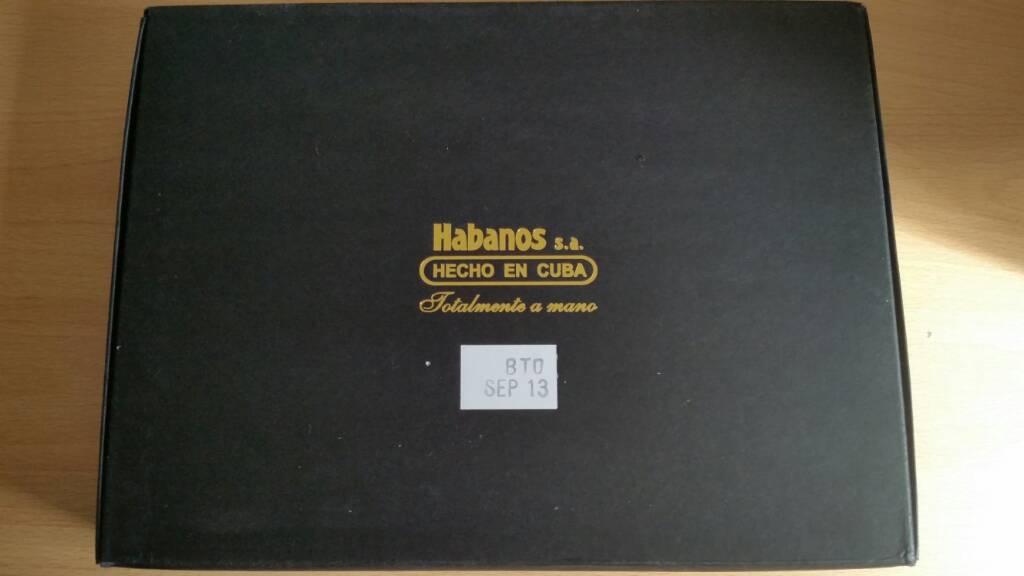 Habanos s.a.
HECHO EN CUBA
Totalmente a mano
BTO
SEP 13